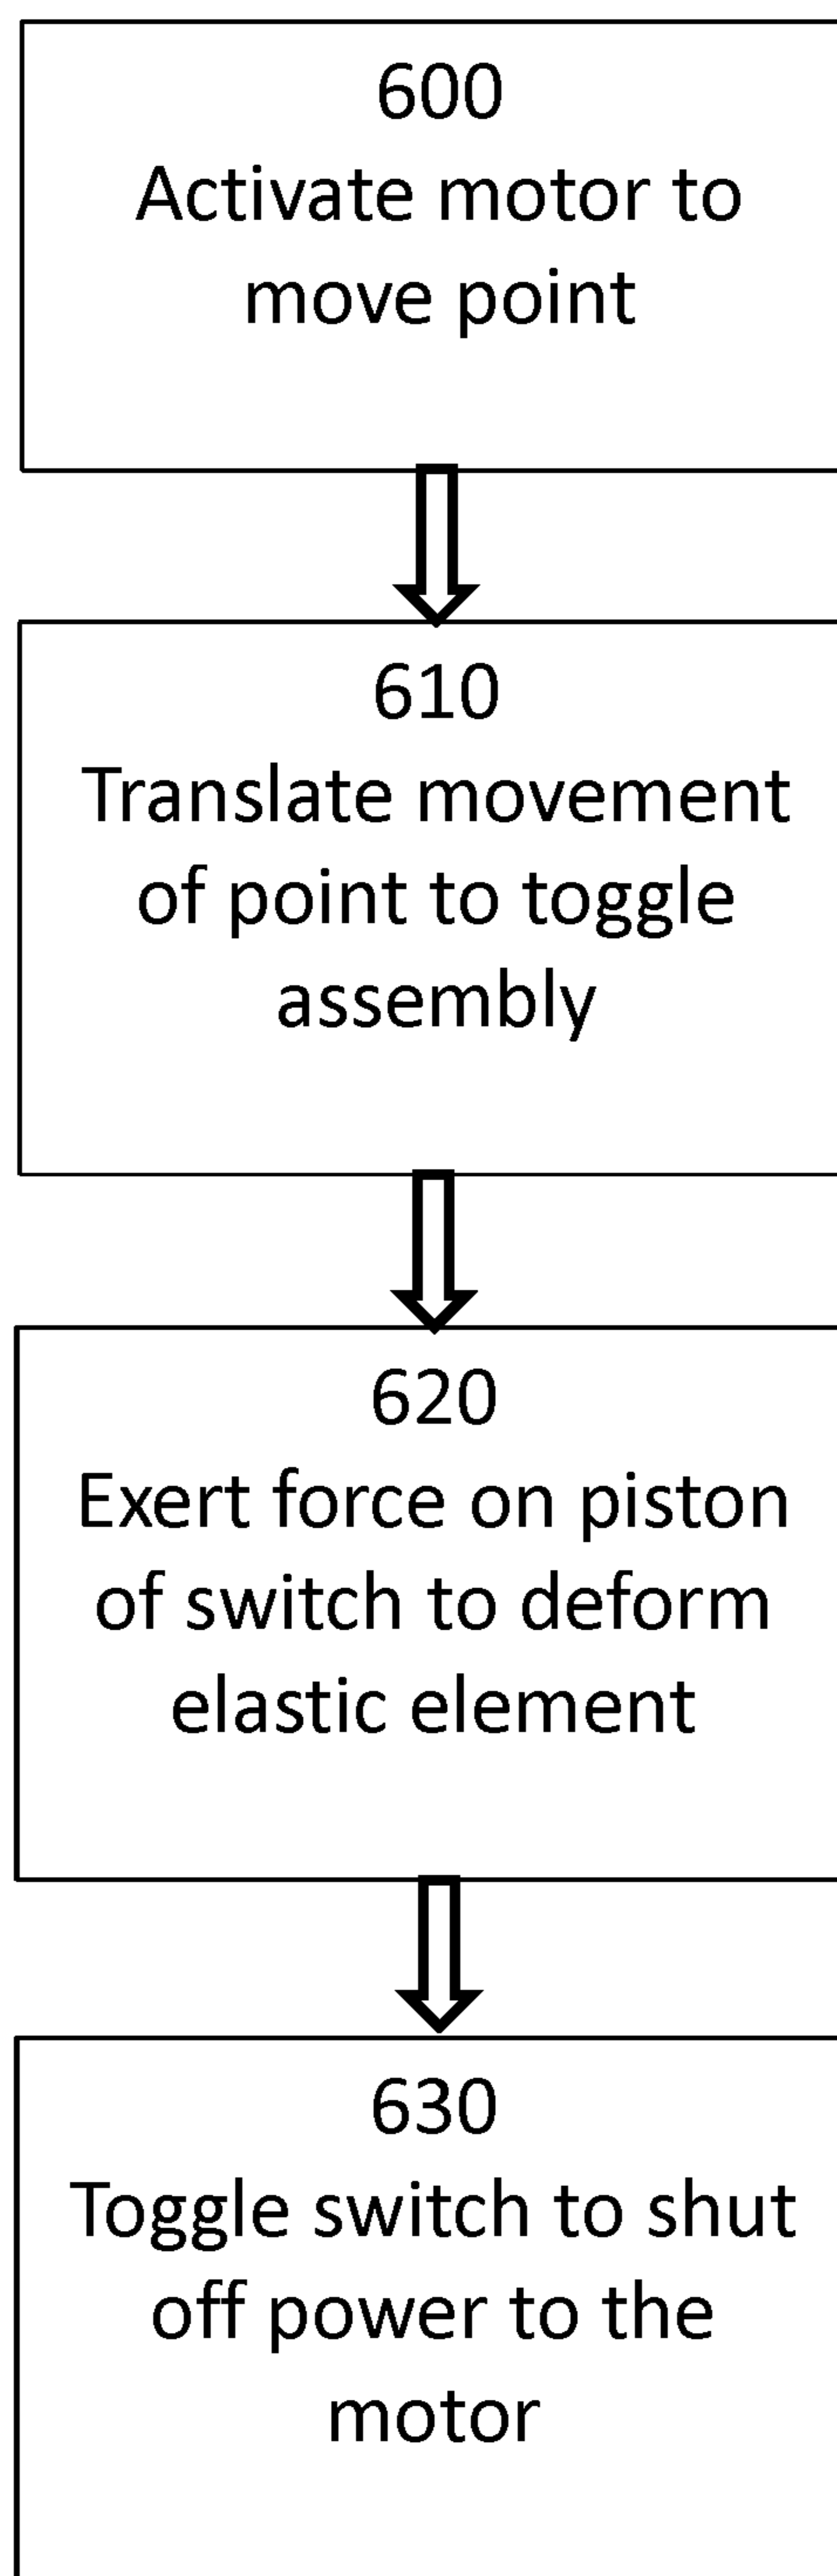 600
Activate motor to
move point
610
Translate movement
of point to toggle
assembly
620
Exert force on piston
of switch to deform
elastic element
630
Toggle switch to shut
off power to the
motor